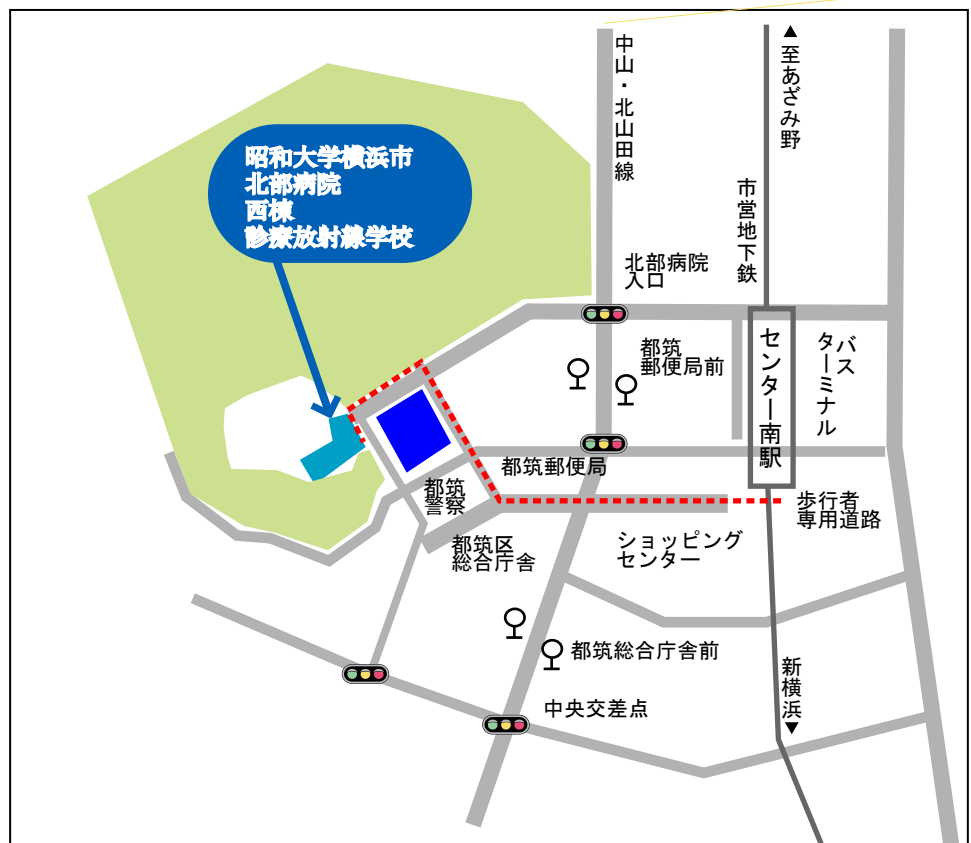 中山・北山田線
▲至あざみ野
市営地下鉄
昭和大学横浜市
北部病院
西棟
診療放射線学校
北部病院
入口
センター南駅
バス
ターミナル
都筑
郵便局前
都筑郵便局
都筑
警察
歩行者
専用道路
都筑区
総合庁舎
ショッピング
センター
都筑総合庁舎前
新横浜▼
中央交差点